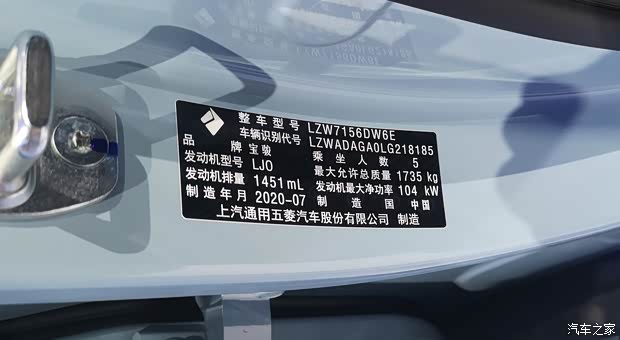 整车型号 LZW7156DW6E
车辆识别代号 LZWADAGA0LG218185
品牌 宝骏 乘坐人数 5
发动机型号 LJO 最大允许总质量 1735 kg
发动机排量 1451 mL 发动机最大净功率 104 kW
制造年月 2020-07 制造国 中国
上汽通用五菱汽车股份有限公司 制造
汽车之家